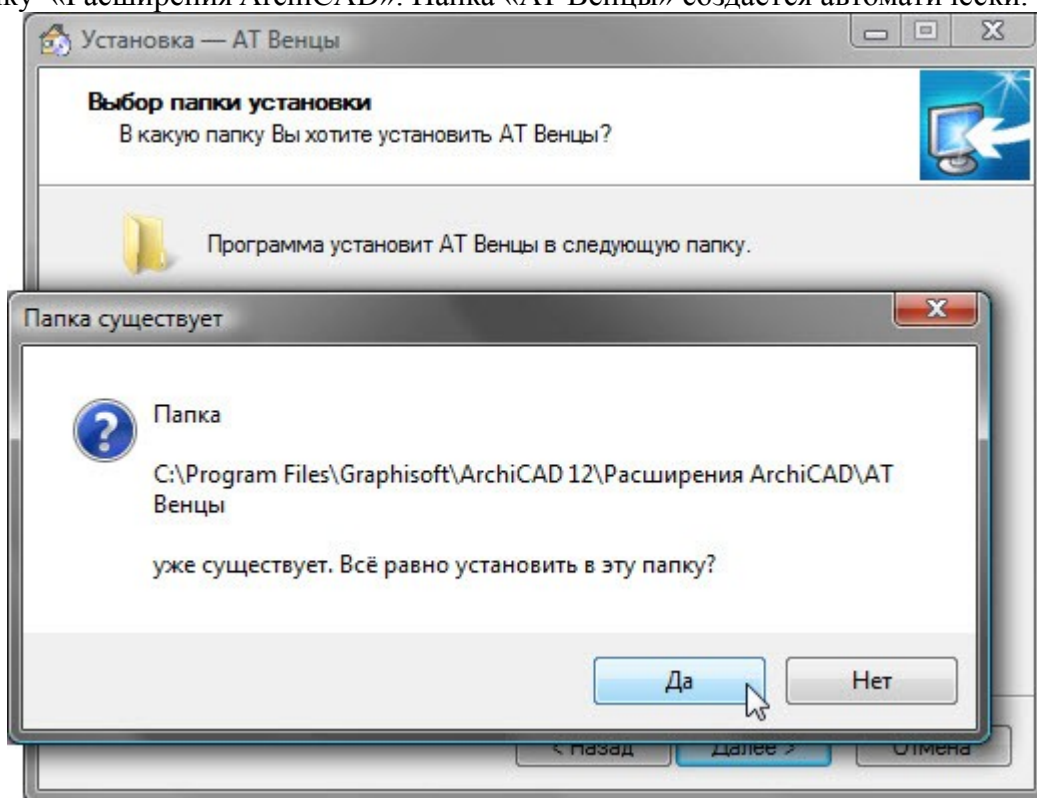 «Расширения ArchiCAD». Папка «АТ Венцы» создается автоматически.
Установка — АТ Венцы
Выбор папки установки
В какую папку Вы хотите установить АТ Венцы?
Программа установит АТ Венцы в следующую папку.
Папка существует
Папка
C:\Program Files\Graphisoft\ArchiCAD 12\Расширения ArchiCAD\АТ
Венцы
уже существует. Всё равно установить в эту папку?
Да
Нет
< Назад
Далее >
Отмена